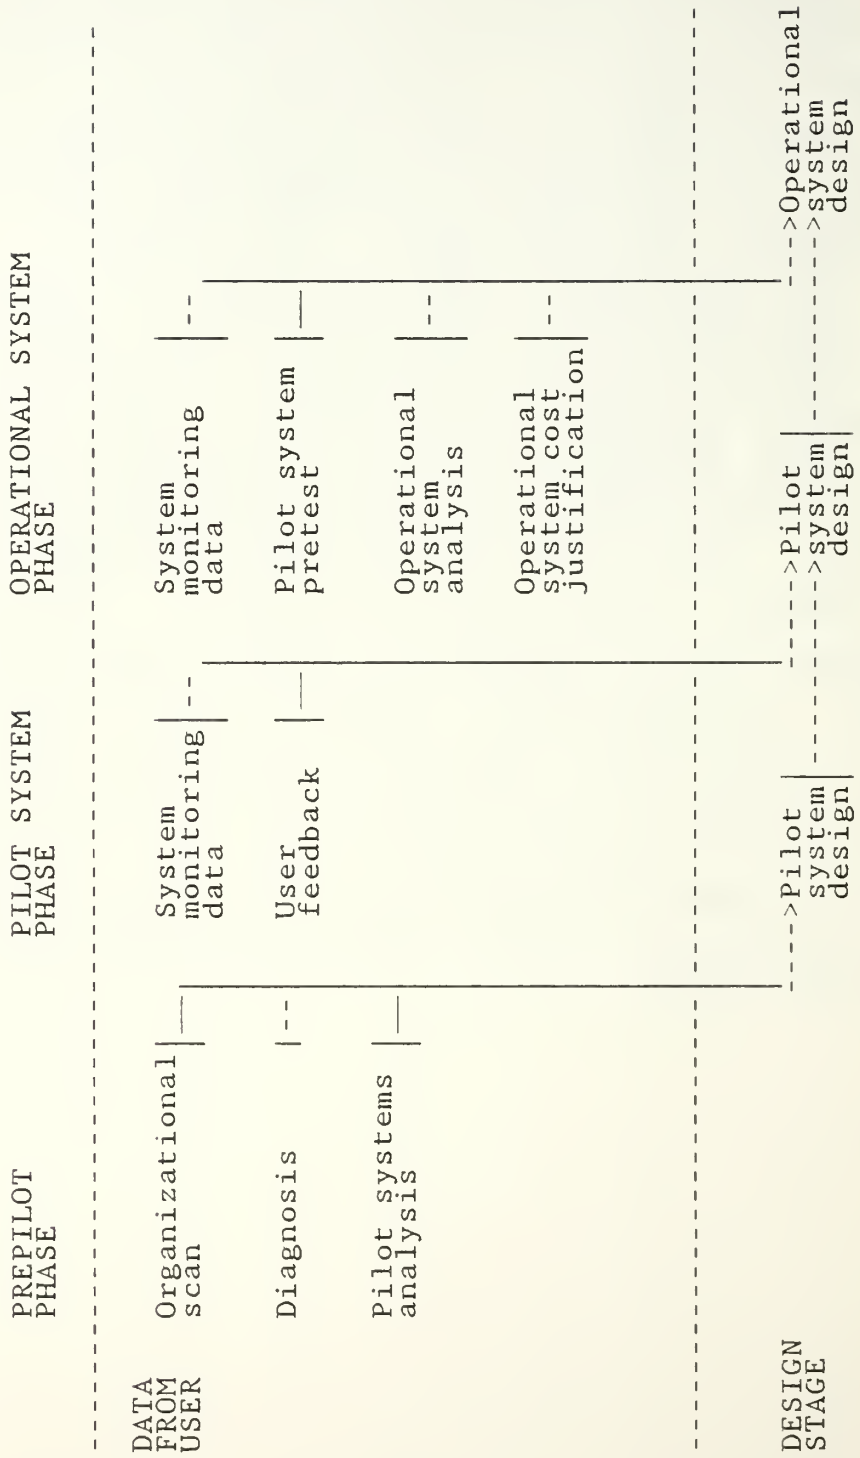 PREPILOT
PHASE
PILOT SYSTEM
PHASE
OPERATIONAL SYSTEM
PHASE
DATA
FROM
USER
Organizational
scan
Diagnosis
Pilot systems
analysis
System
monitoring
data
User
feedback
System
monitoring
data
Pilot system
pretest
Operational
system
analysis
Operational
system cost
justification
DESIGN
STAGE
---->Pilot
system
design
---->Pilot
------->system
design
---->Operational
------->system
design